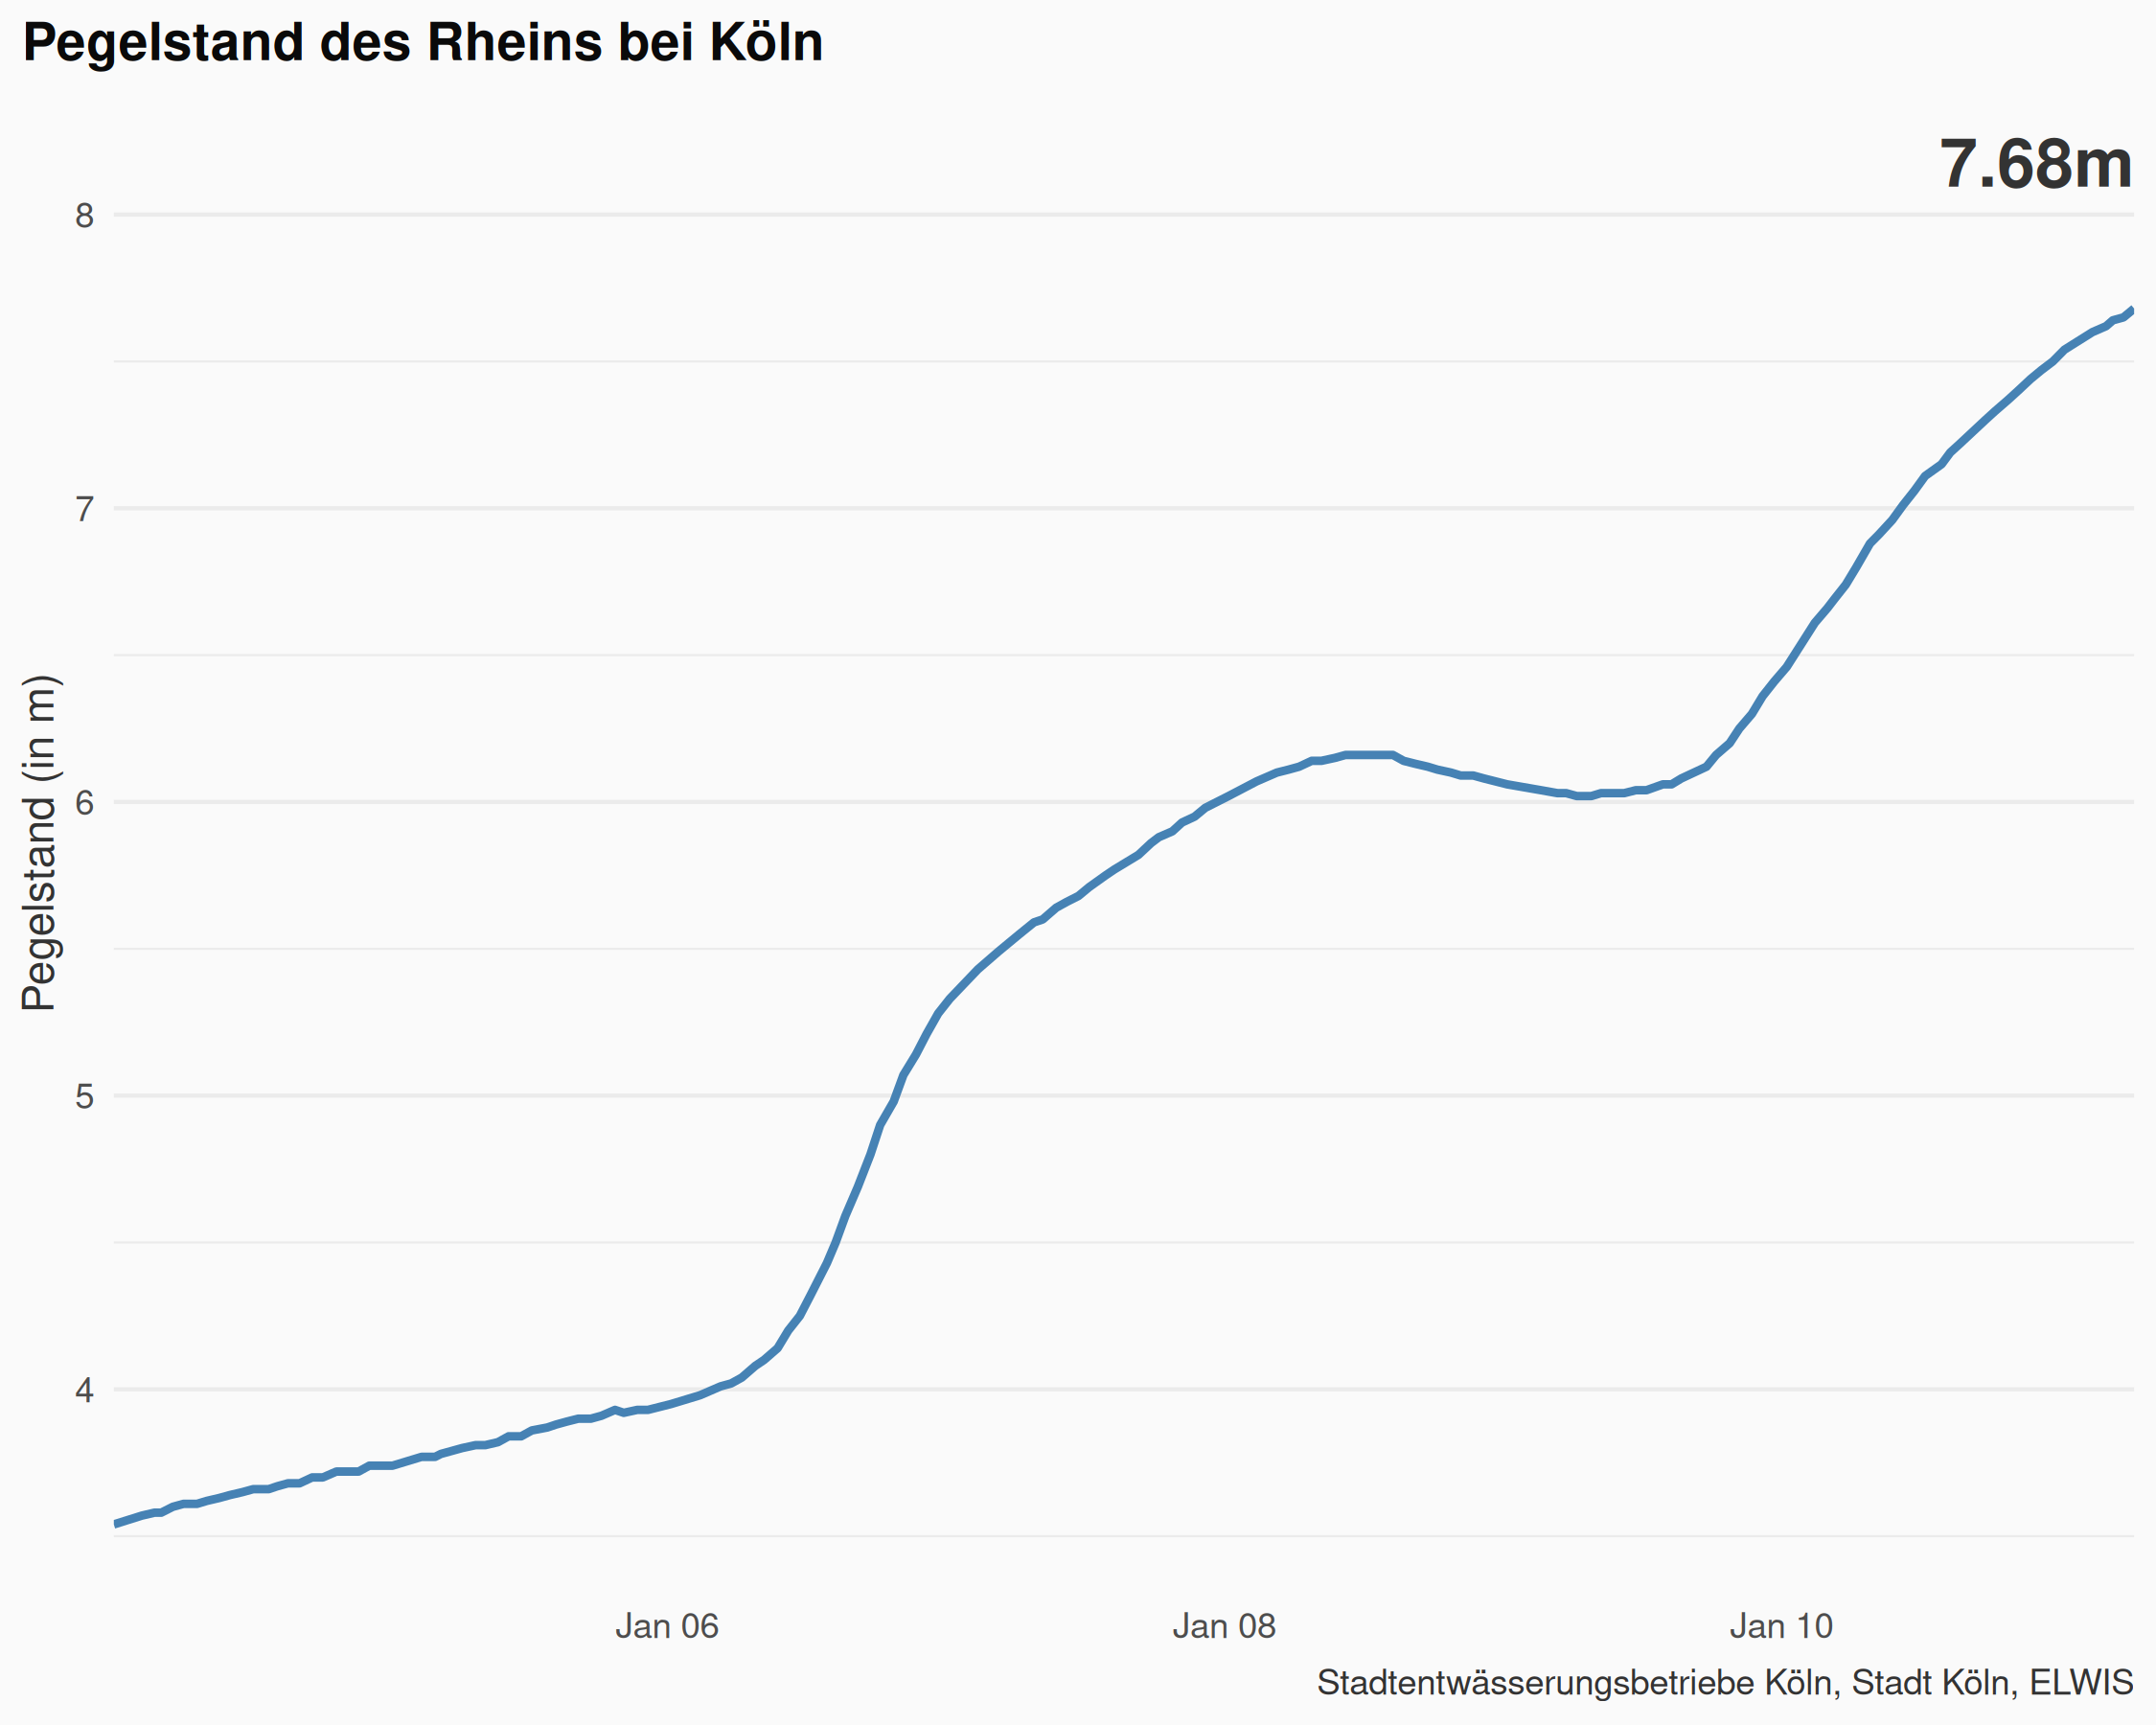 Pegelstand des Rheins bei Köln
7.68m
8
7
6
5
4
Pegelstand (in m)
Jan 06
Jan 08
Jan 10
Stadtentwässerungsbetriebe Köln, Stadt Köln, ELWIS